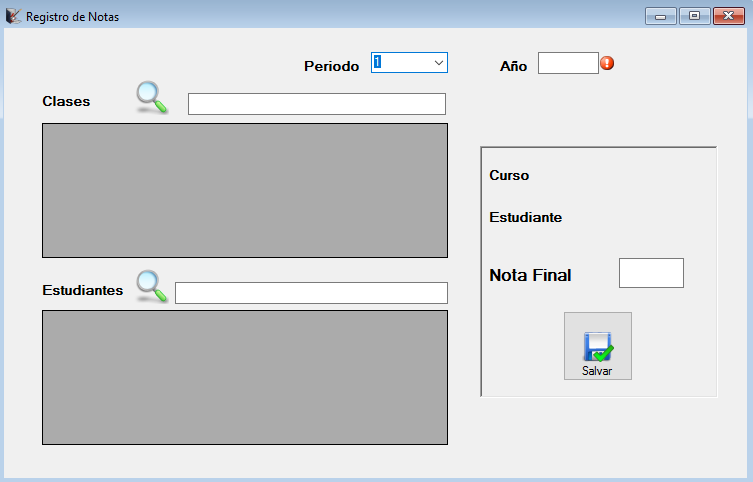 Registro de Notas
Periodo 1 Año
Clases
Curso
Estudiante
Nota Final
Estudiantes
Salvar